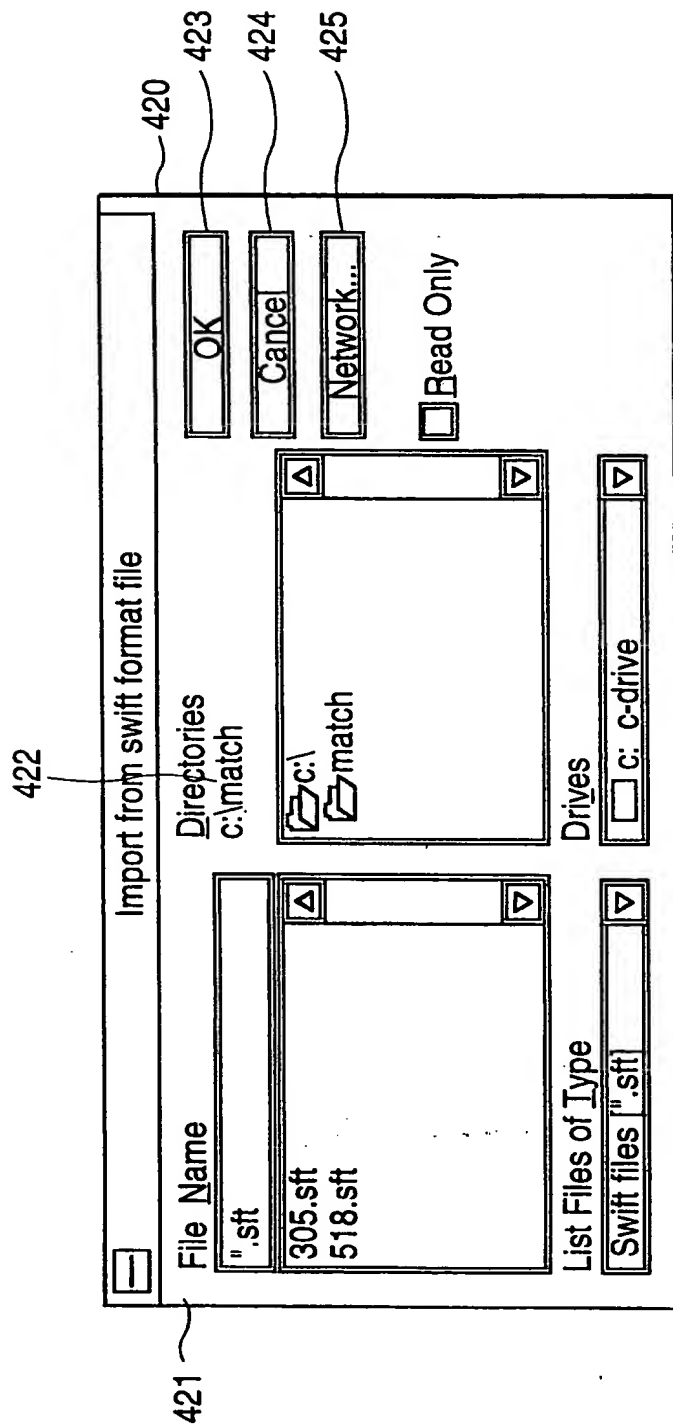 Import from swift format file
420
421
422
423
424
425
File Name
".sft
305.sft
518.sft
List Files of Type
Swift files [".sft]
Directories
c:\match
c:\
match
Drives
c: c-drive
OK
Cancel
Network...
Read Only